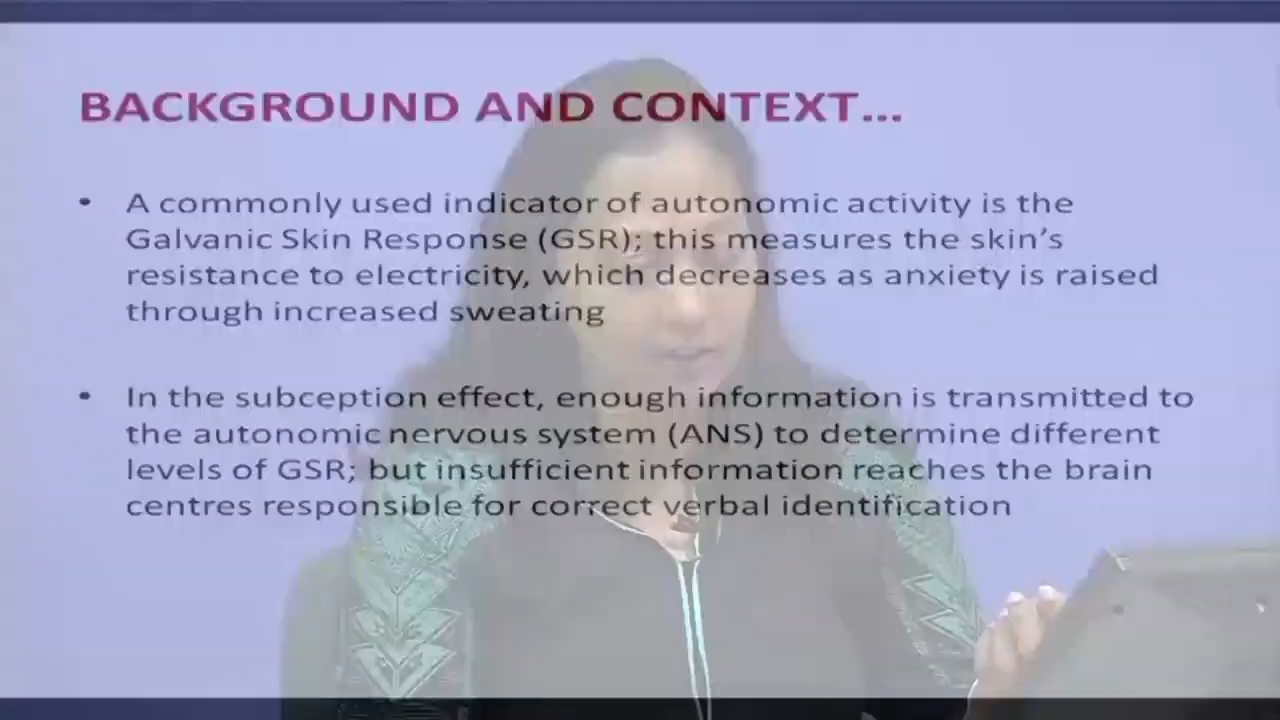 BACKGROUND AND CONTEXT...
• A commonly used indicator of autonomic activity is the
Galvanic Skin Response (GSR); this measures the skin's
resistance to electricity, which decreases as anxiety is raised
through increased sweating
• In the subception effect, enough information is transmitted to
the autonomic nervous system (ANS) to determine different
levels of GSR; but insufficient information reaches the brain
centres responsible for correct verbal identification